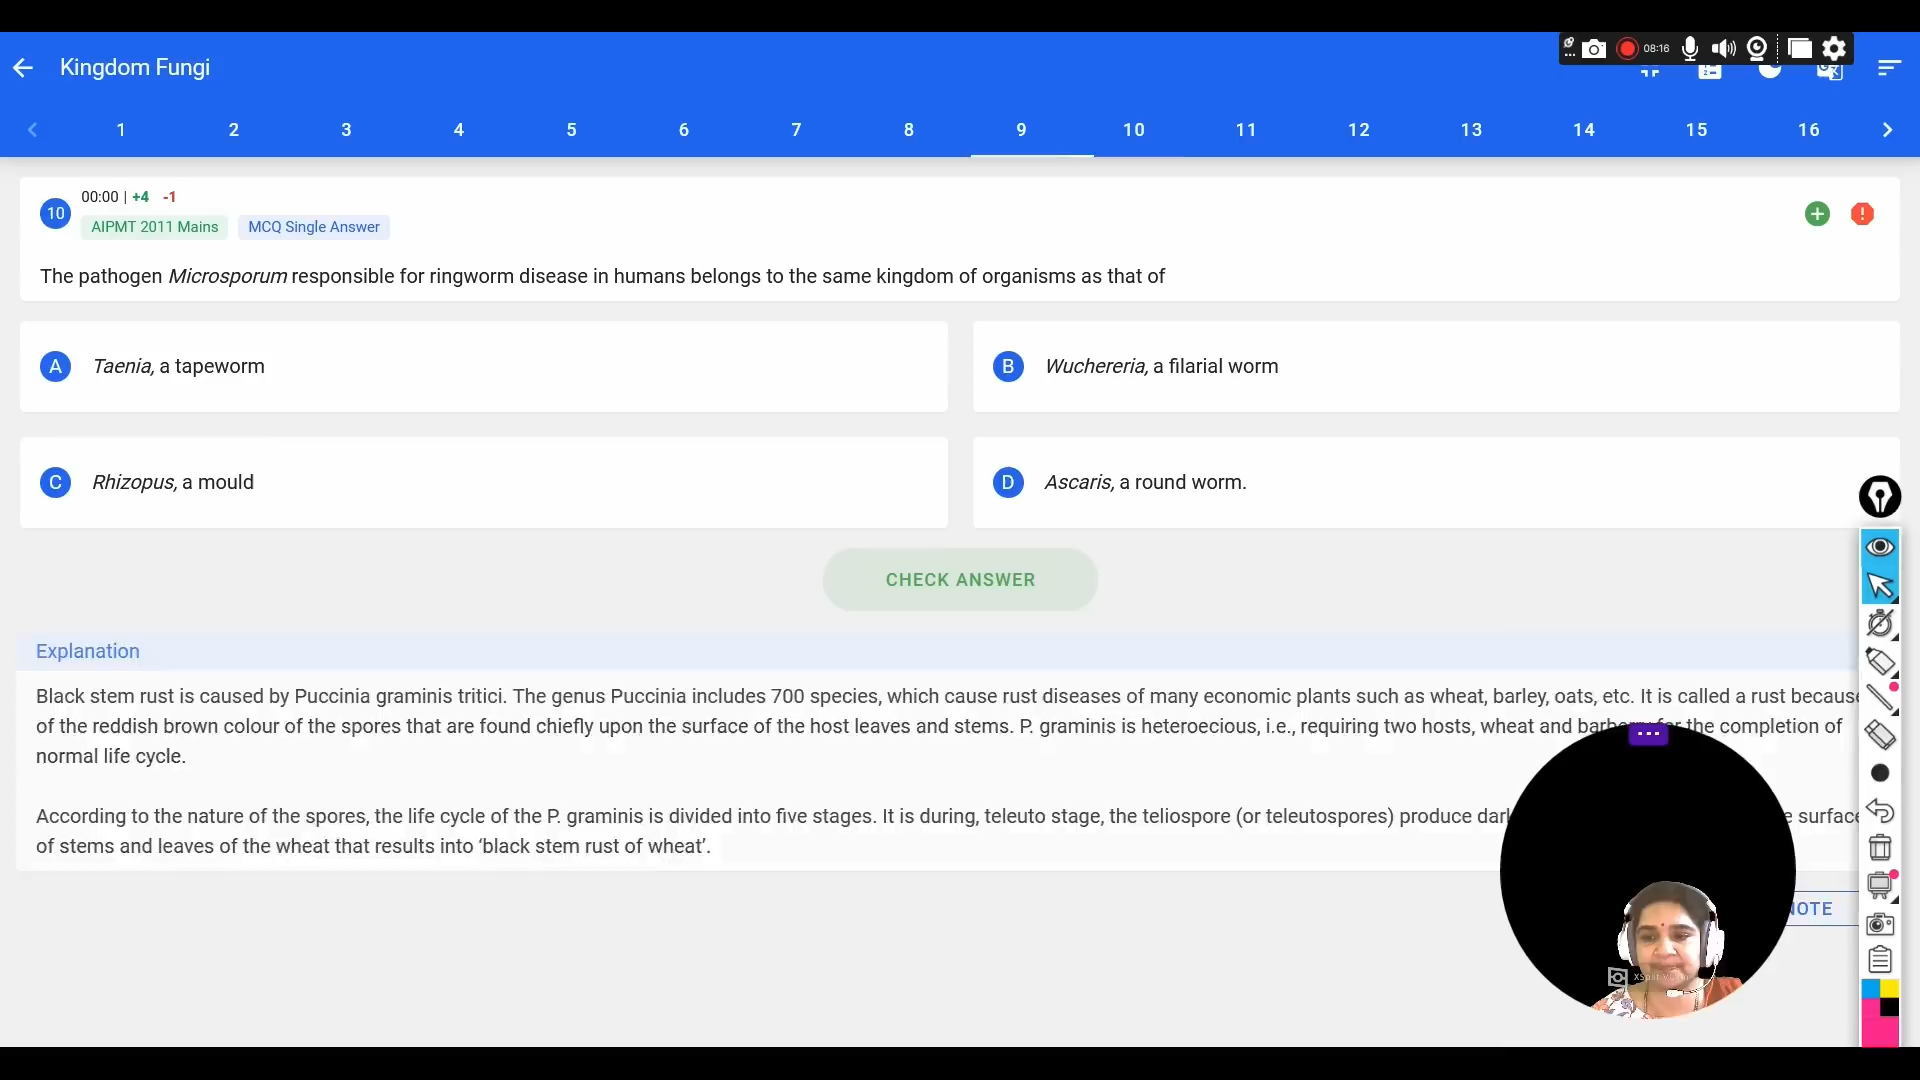 Kingdom Fungi
08:16
1 2 3 4 5 6 7 8 9 10 11 12 13 14 15 16
10
00:00 | +4 -1
AIPMT 2011 Mains MCQ Single Answer
The pathogen Microsporum responsible for ringworm disease in humans belongs to the same kingdom of organisms as that of
A Taenia, a tapeworm
B Wuchereria, a filarial worm
C Rhizopus, a mould
D Ascaris, a round worm.
CHECK ANSWER
Explanation
Black stem rust is caused by Puccinia graminis tritici. The genus Puccinia includes 700 species, which cause rust diseases of many economic plants such as wheat, barley, oats, etc. It is called a rust becaus
of the reddish brown colour of the spores that are found chiefly upon the surface of the host leaves and stems. P. graminis is heteroecious, i.e., requiring two hosts, wheat and the completion of
normal life cycle.
According to the nature of the spores, the life cycle of the P. graminis is divided into five stages. It is during, teleuto stage, the teliospore (or teleutospores) produce surface
of stems and leaves of the wheat that results into ‘black stem rust of wheat’.
NOTE